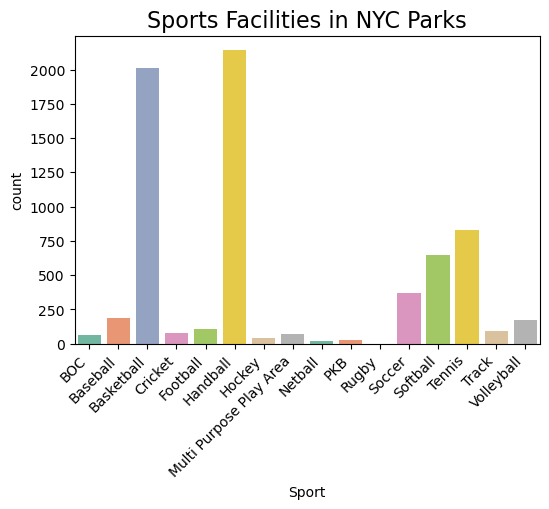 Sports Facilities in NYC Parks
count
2000
1750
1500
1250
1000
750
500
250
0
BOC
Baseball
Basketball
Cricket
Football
Handball
Hockey
Multi Purpose Play Area
Netball
PKB
Rugby
Soccer
Softball
Tennis
Track
Volleyball
Sport